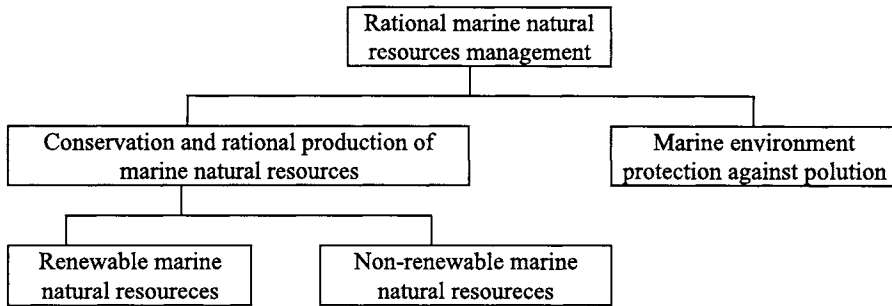 Rational marine natural
resources management
Conservation and rational production of
marine natural resources
Marine environment
protection against polution
Renewable marine
natural resoureces
Non-renewable marine
natural resoureces